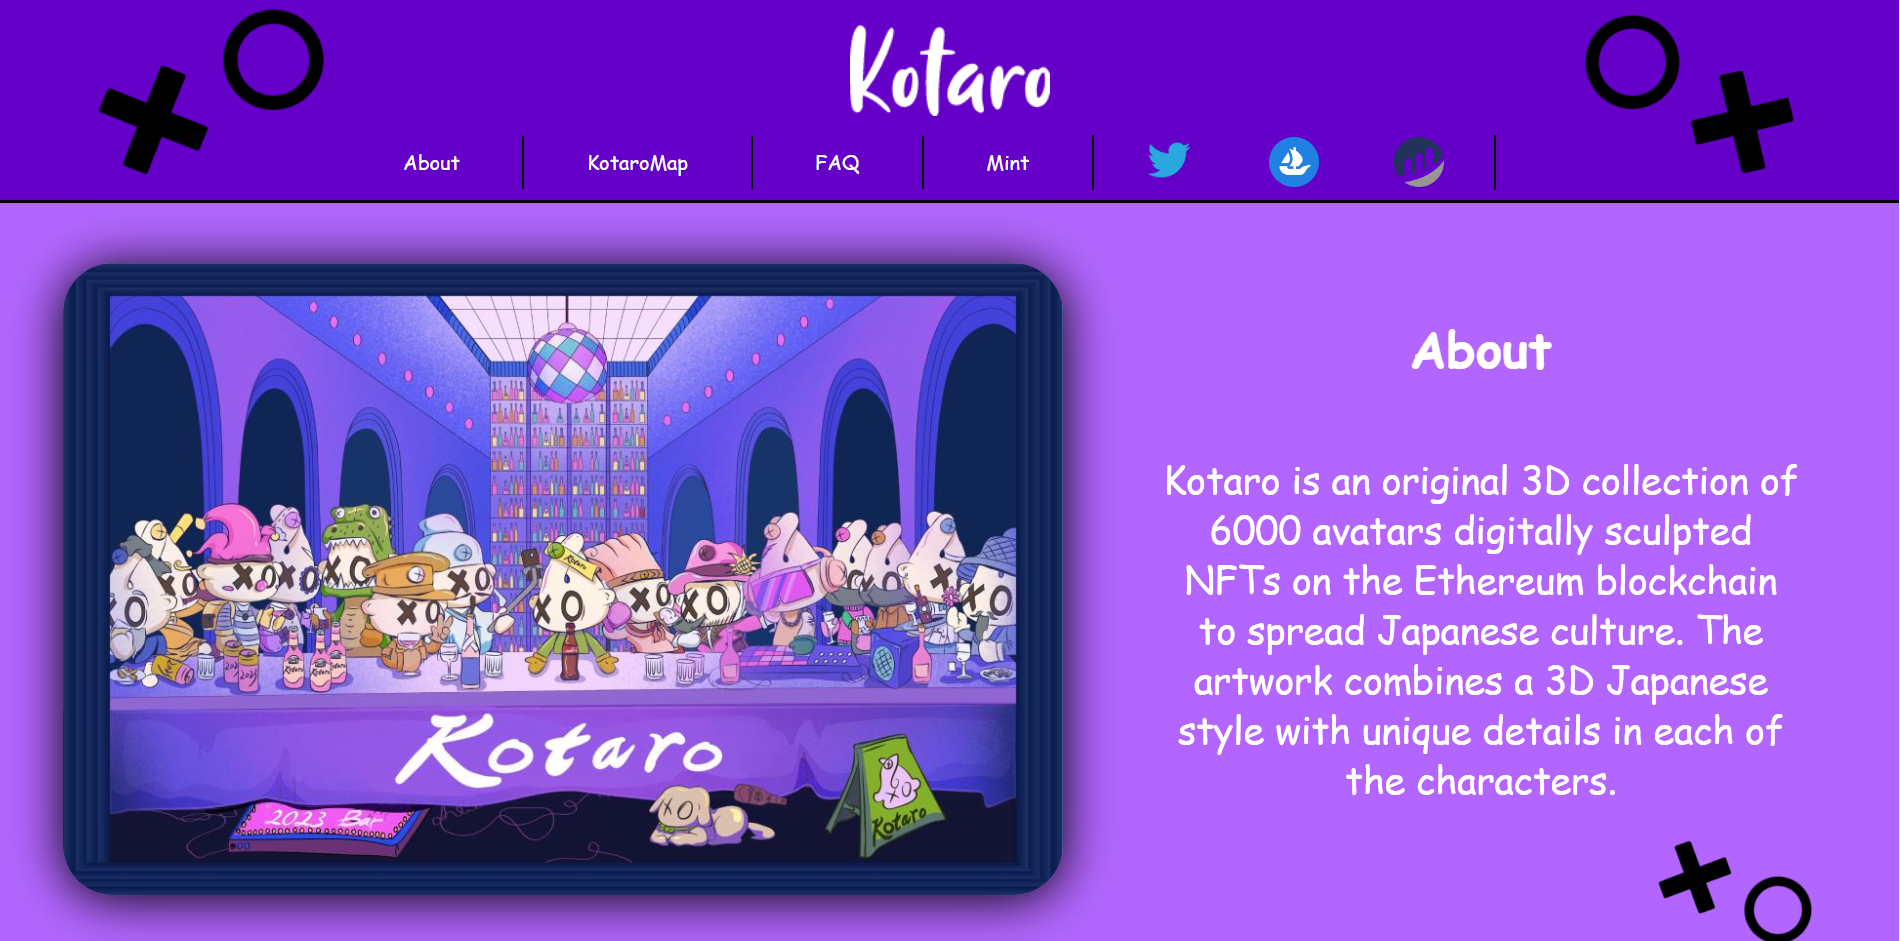 Kotaro
About
KotaroMap
FAQ
Mint
About
Kotaro is an original 3D collection of
6000 avatars digitally sculpted
NFTs on the Ethereum blockchain
to spread Japanese culture. The
artwork combines a 3D Japanese
style with unique details in each of
the characters.
Kotaro
2023 Bar
Kotaro